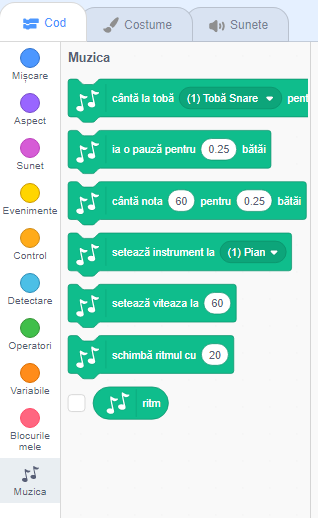 Cod Costume Sunete
Mișcare
Aspect
Sunet
Evenimente
Control
Detectare
Operatori
Variabile
Blocurile
mele
Muzica
Muzica
cântă la tobă (1) Tobă Snare
ia o pauză pentru 0.25 bătăi
cântă nota 60 pentru 0.25 bătăi
setează instrument la (1) Pian
setează viteaza la 60
schimbă ritmul cu 20
ritm